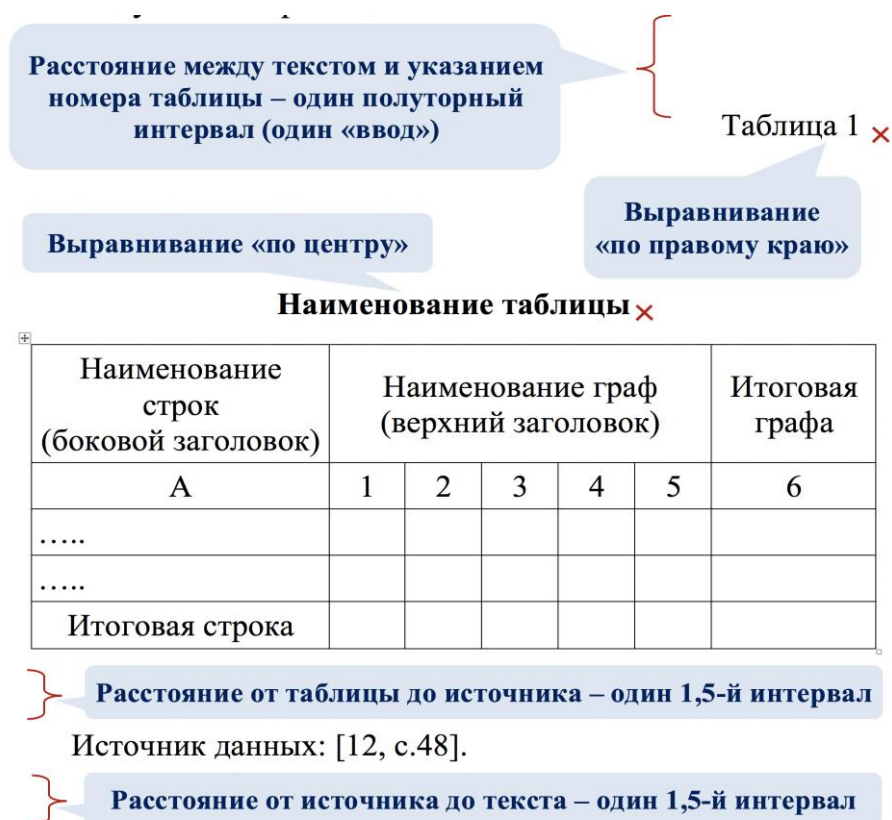 Расстояние между текстом и указанием
номера таблицы – один полуторный
интервал (один «ввод»)
Таблица 1
Выравнивание
«по правому краю»
Выравнивание «по центру»
Наименование таблицы
Наименование
строк
(боковой заголовок)
Наименование граф
(верхний заголовок)
Итоговая
графа
А 1 2 3 4 5 6
…..
…..
Итоговая строка
Расстояние от таблицы до источника – один 1,5-й интервал
Источник данных: [12, с.48].
Расстояние от источника до текста – один 1,5-й интервал